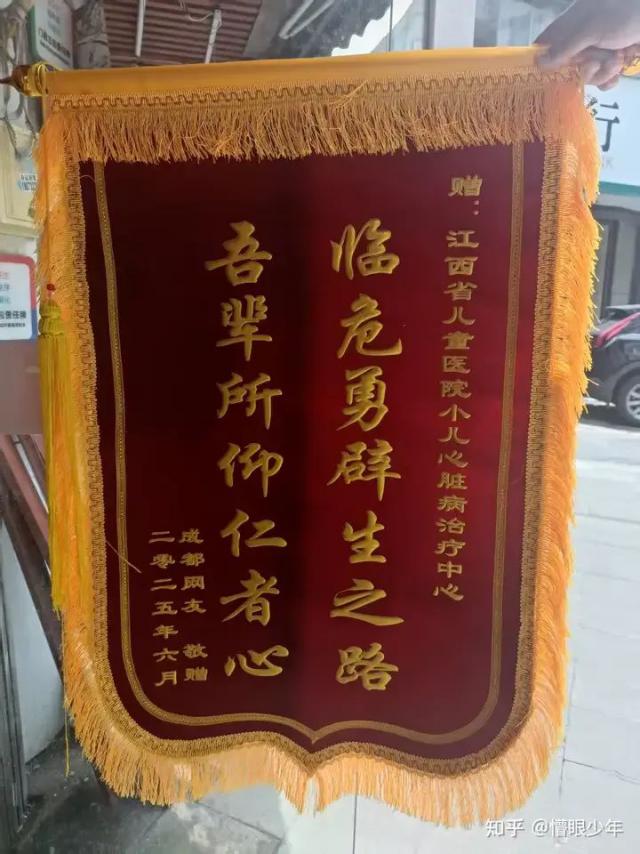 赠：江西省儿童医院小儿心脏病治疗中心
临危勇辟生之路
吾辈所仰仁者心
成都网友 敬赠
二零二五年六月
行
知乎 @懵眼少年